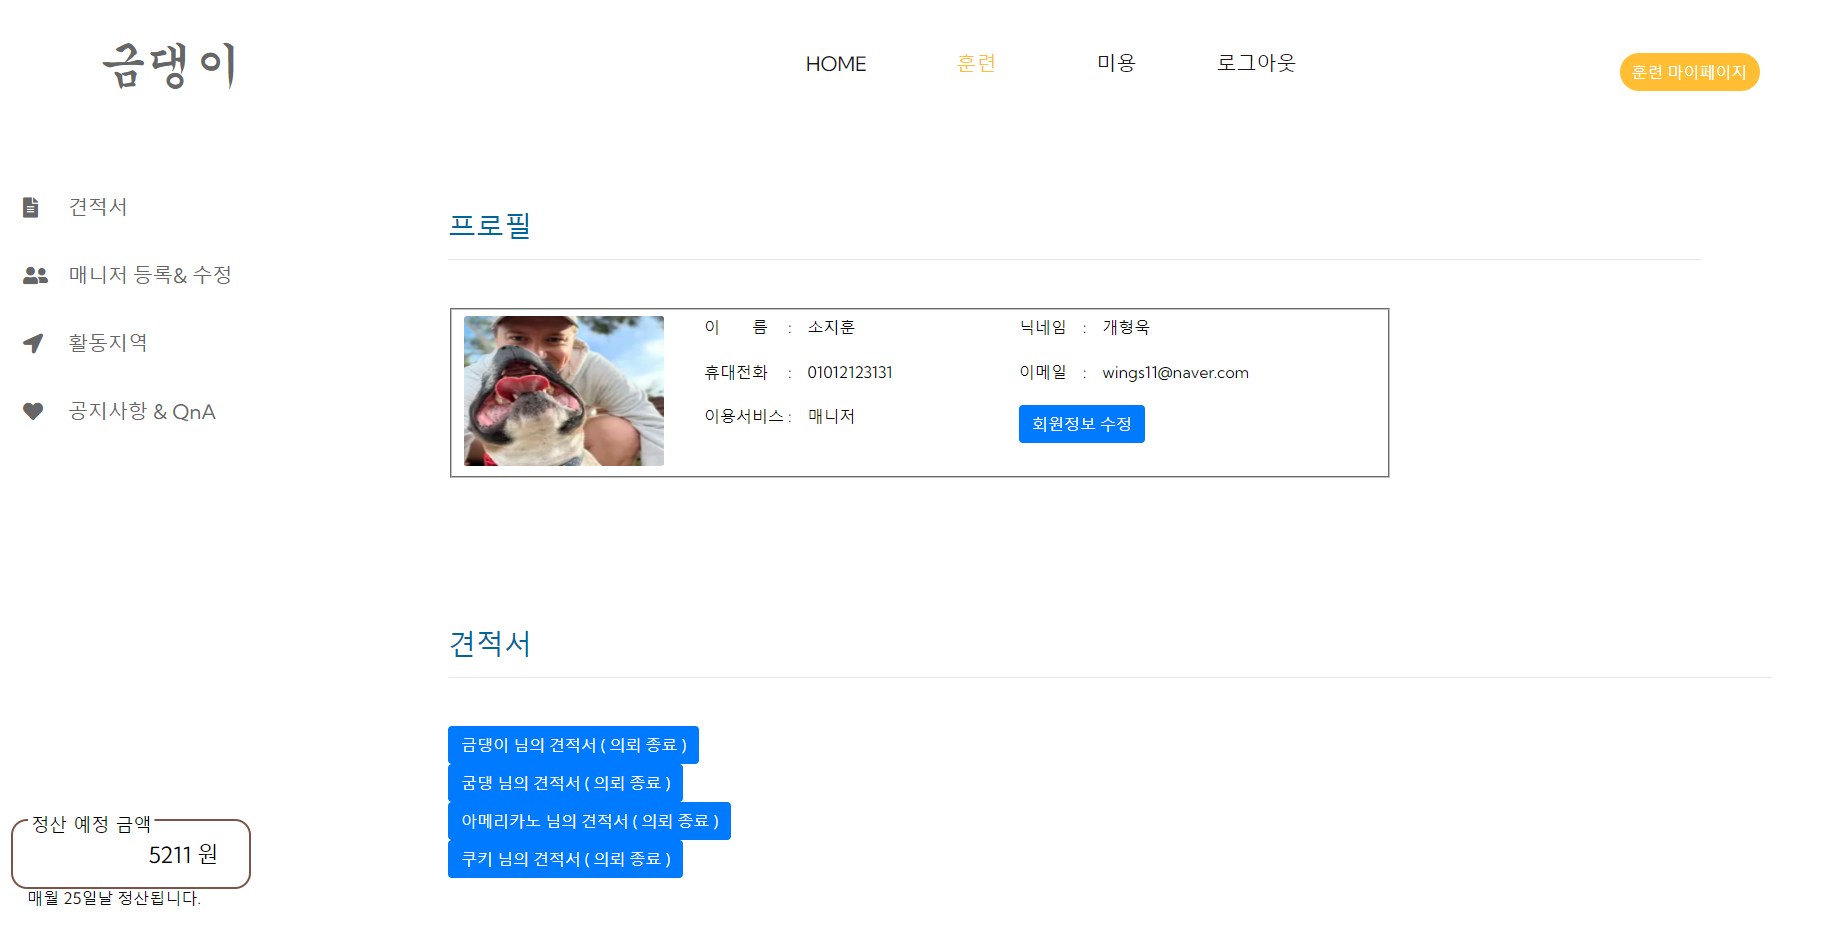 금댕이
HOME 훈련 미용 로그아웃
훈련 마이페이지
견적서
매니저 등록& 수정
활동지역
공지사항 & QnA
정산 예정 금액
5211 원
매월 25일날 정산됩니다.
프로필
이 름 : 소지훈 닉네임 : 개형욱
휴대전화 : 01012123131 이메일 : wings11@naver.com
이용서비스 : 매니저
회원정보 수정
견적서
금댕이 님의 견적서 ( 의뢰 종료 )
굼댕 님의 견적서 ( 의뢰 종료 )
아메리카노 님의 견적서 ( 의뢰 종료 )
쿠키 님의 견적서 ( 의뢰 종료 )